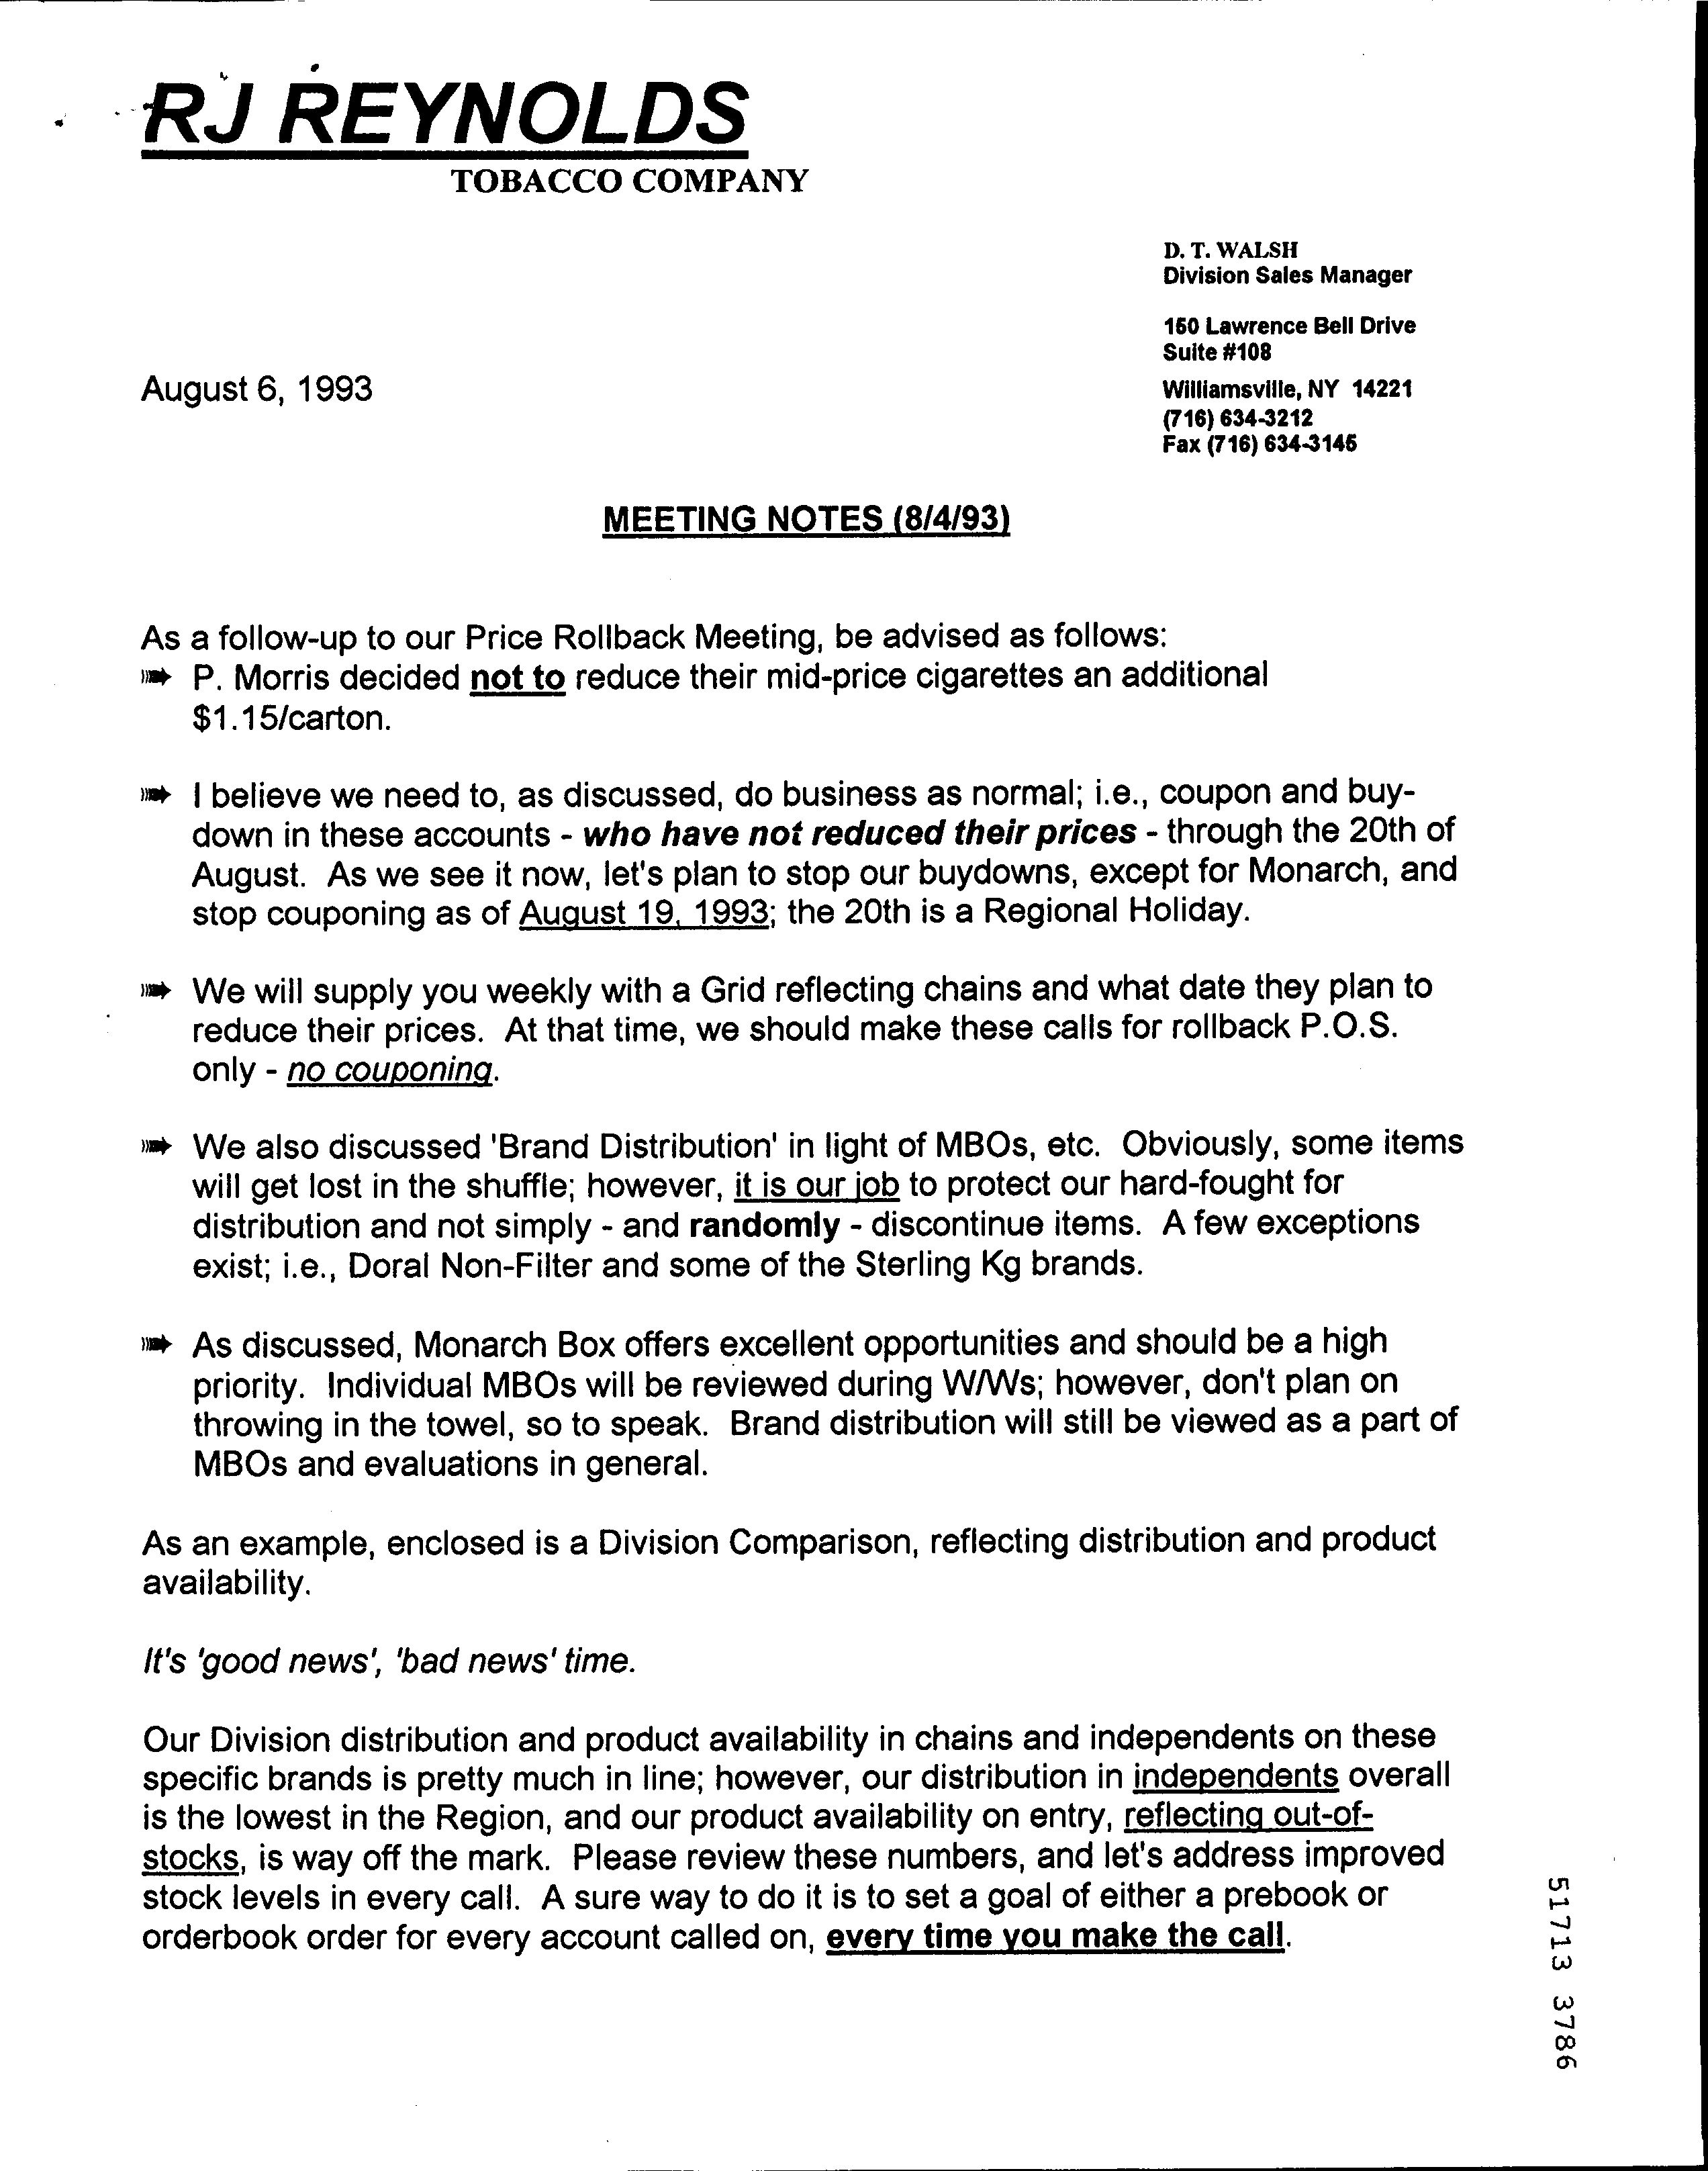 RJ REYNOLDS
TOBACCO COMPANY
D. T. WALSH
Division Sales Manager
150 Lawrence Bell Drive
Suite #108
Williamsville, NY 14221
(716) 634-3212
Fax (716) 634-3145
August 6, 1993
MEETING NOTES (8/4/93)
As a follow-up to our Price Rollback Meeting, be advised as follows:
P. Morris decided not to reduce their mid-price cigarettes an additional
$1.15/carton.
I believe we need to, as discussed, do business as normal; i.e., coupon and buy-
down in these accounts - who have not reduced their prices - through the 20th of
August. As we see it now, let's plan to stop our buydowns, except for Monarch, and
stop couponing as of August 19, 1993; the 20th is a Regional Holiday.
We will supply you weekly with a Grid reflecting chains and what date they plan to
reduce their prices. At that time, we should make these calls for rollback P.O.S.
only - no couponing.
We also discussed 'Brand Distribution' in light of MBOs, etc. Obviously, some items
will get lost in the shuffle; however, it is our job to protect our hard-fought for
distribution and not simply - and randomly - discontinue items. A few exceptions
exist; i.e., Doral Non-Filter and some of the Sterling Kg brands.
As discussed, Monarch Box offers excellent opportunities and should be a high
priority. Individual MBOs will be reviewed during W/Ws; however, don't plan on
throwing in the towel, so to speak. Brand distribution will still be viewed as a part of
MBOs and evaluations in general.
As an example, enclosed is a Division Comparison, reflecting distribution and product
availability.
It's 'good news', 'bad news' time.
Our Division distribution and product availability in chains and independents on these
specific brands is pretty much in line; however, our distribution in independents overall
is the lowest in the Region, and our product availability on entry, reflecting out-of-
stocks, is way off the mark. Please review these numbers, and let's address improved
stock levels in every call. A sure way to do it is to set a goal of either a prebook or
orderbook order for every account called on, every time you make the call.
51713 3786